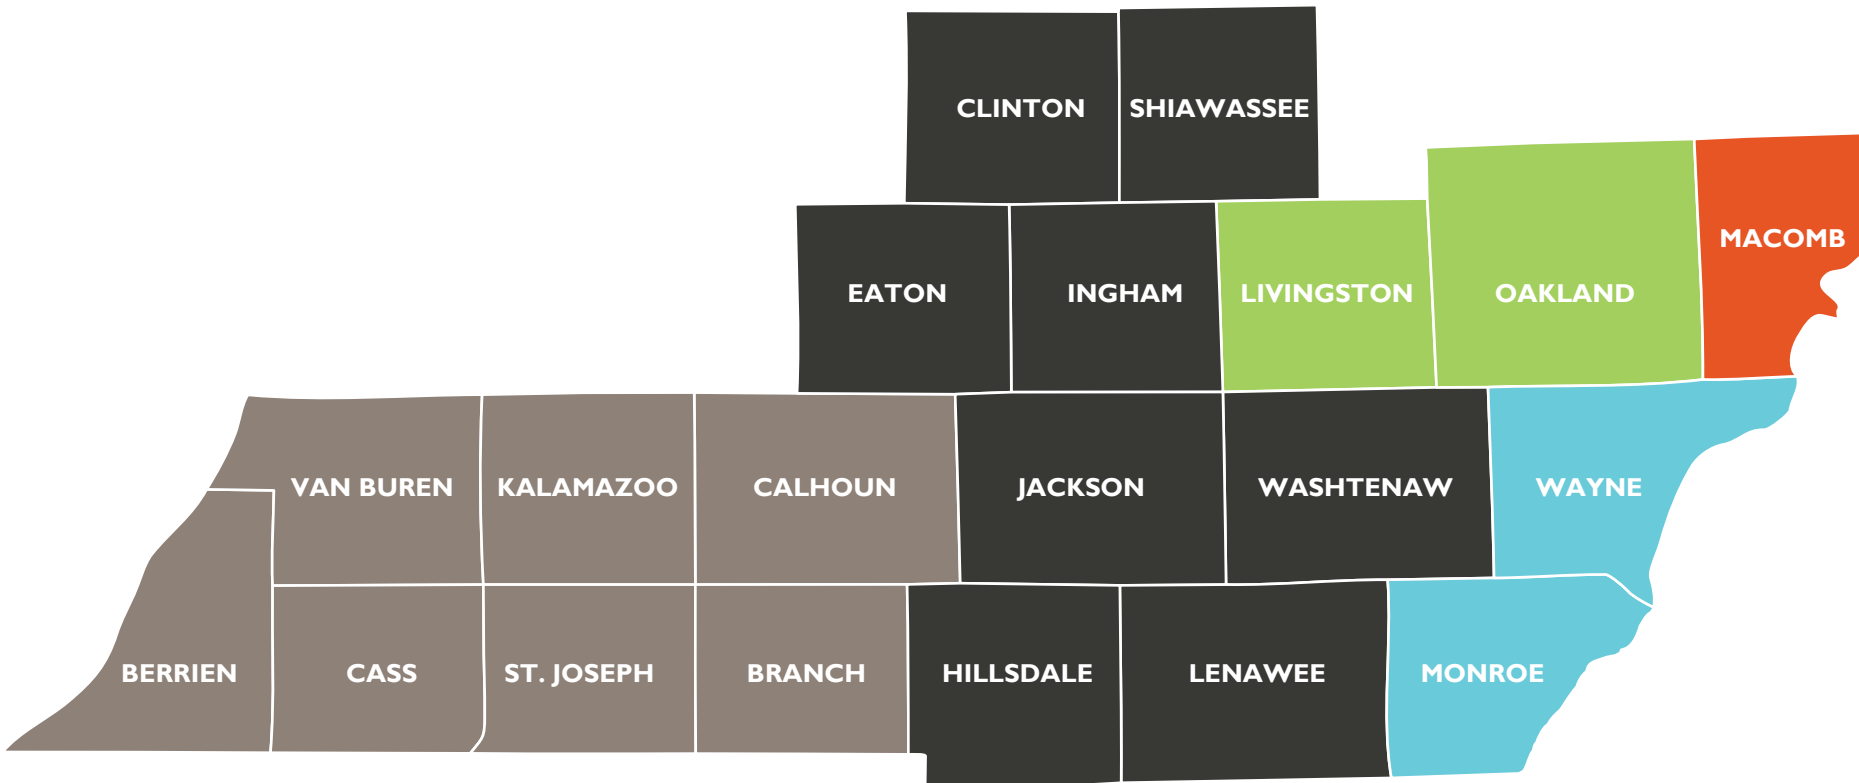 CLINTON
SHIAWASSEE
MACOMB
EATON
INGHAM
LIVINGSTON
OAKLAND
VAN BUREN
KALAMAZOO
CALHOUN
JACKSON
WASHTENAW
WAYNE
BERRIEN
CASS
ST. JOSEPH
BRANCH
HILLSDALE
LENAWEE
MONROE